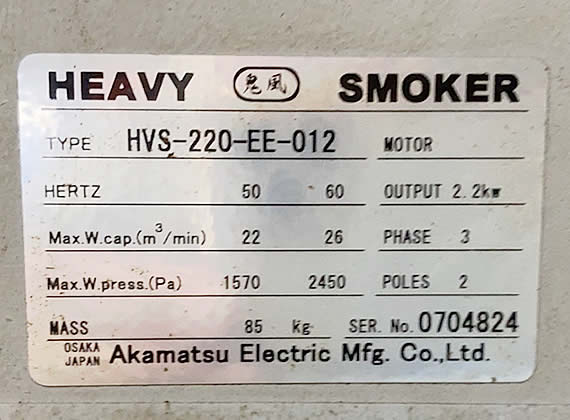 HEAVY 鬼風 SMOKER
TYPE HVS-220-EE-012 MOTOR
HERTZ 50 60 OUTPUT 2.2kw
Max.W.cap.(m³/min) 22 26 PHASE 3
Max.W.press.(Pa) 1570 2450 POLES 2
MASS 85 kg SER. No. 0704824
OSAKA JAPAN Akamatsu Electric Mfg. Co.,Ltd.